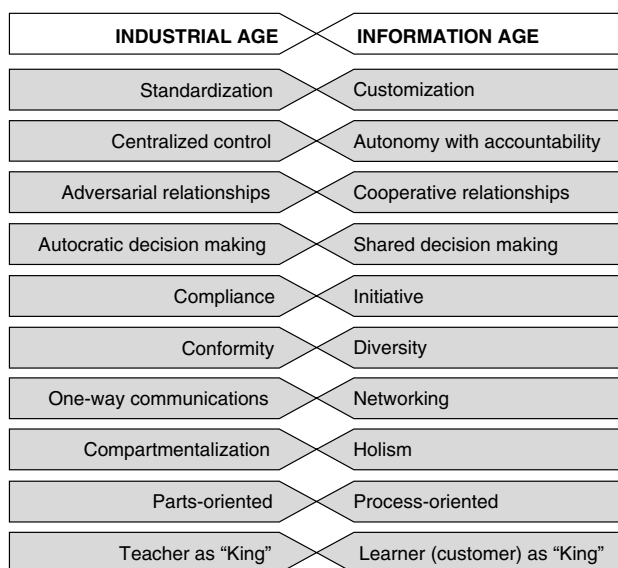 INDUSTRIAL AGE INFORMATION AGE
Standardization Customization
Centralized control Autonomy with accountability
Adversarial relationships Cooperative relationships
Autocratic decision making Shared decision making
Compliance Initiative
Conformity Diversity
One-way communications Networking
Compartmentalization Holism
Parts-oriented Process-oriented
Teacher as “King” Learner (customer) as “King”